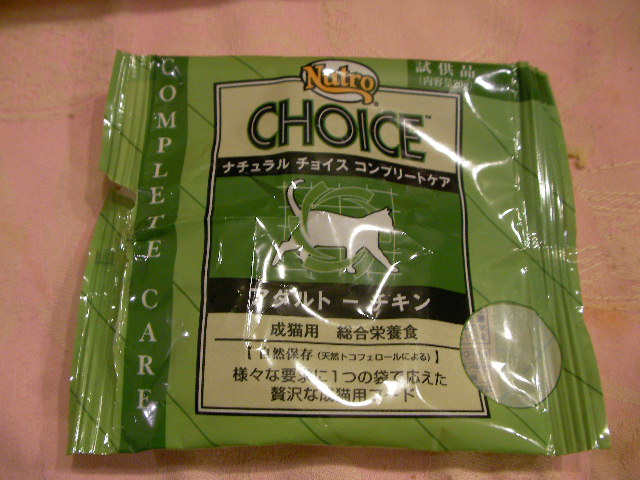 COMPLETE CARE
試供品
Nutro
CHOICE
ナチュラル チョイス コンプリートケア
アダルト ー チキン
成猫用 総合栄養食
【自然保存(天然トコフェロールによる)】
様々な要求に1つの袋で応えた
贅沢な成猫用フード